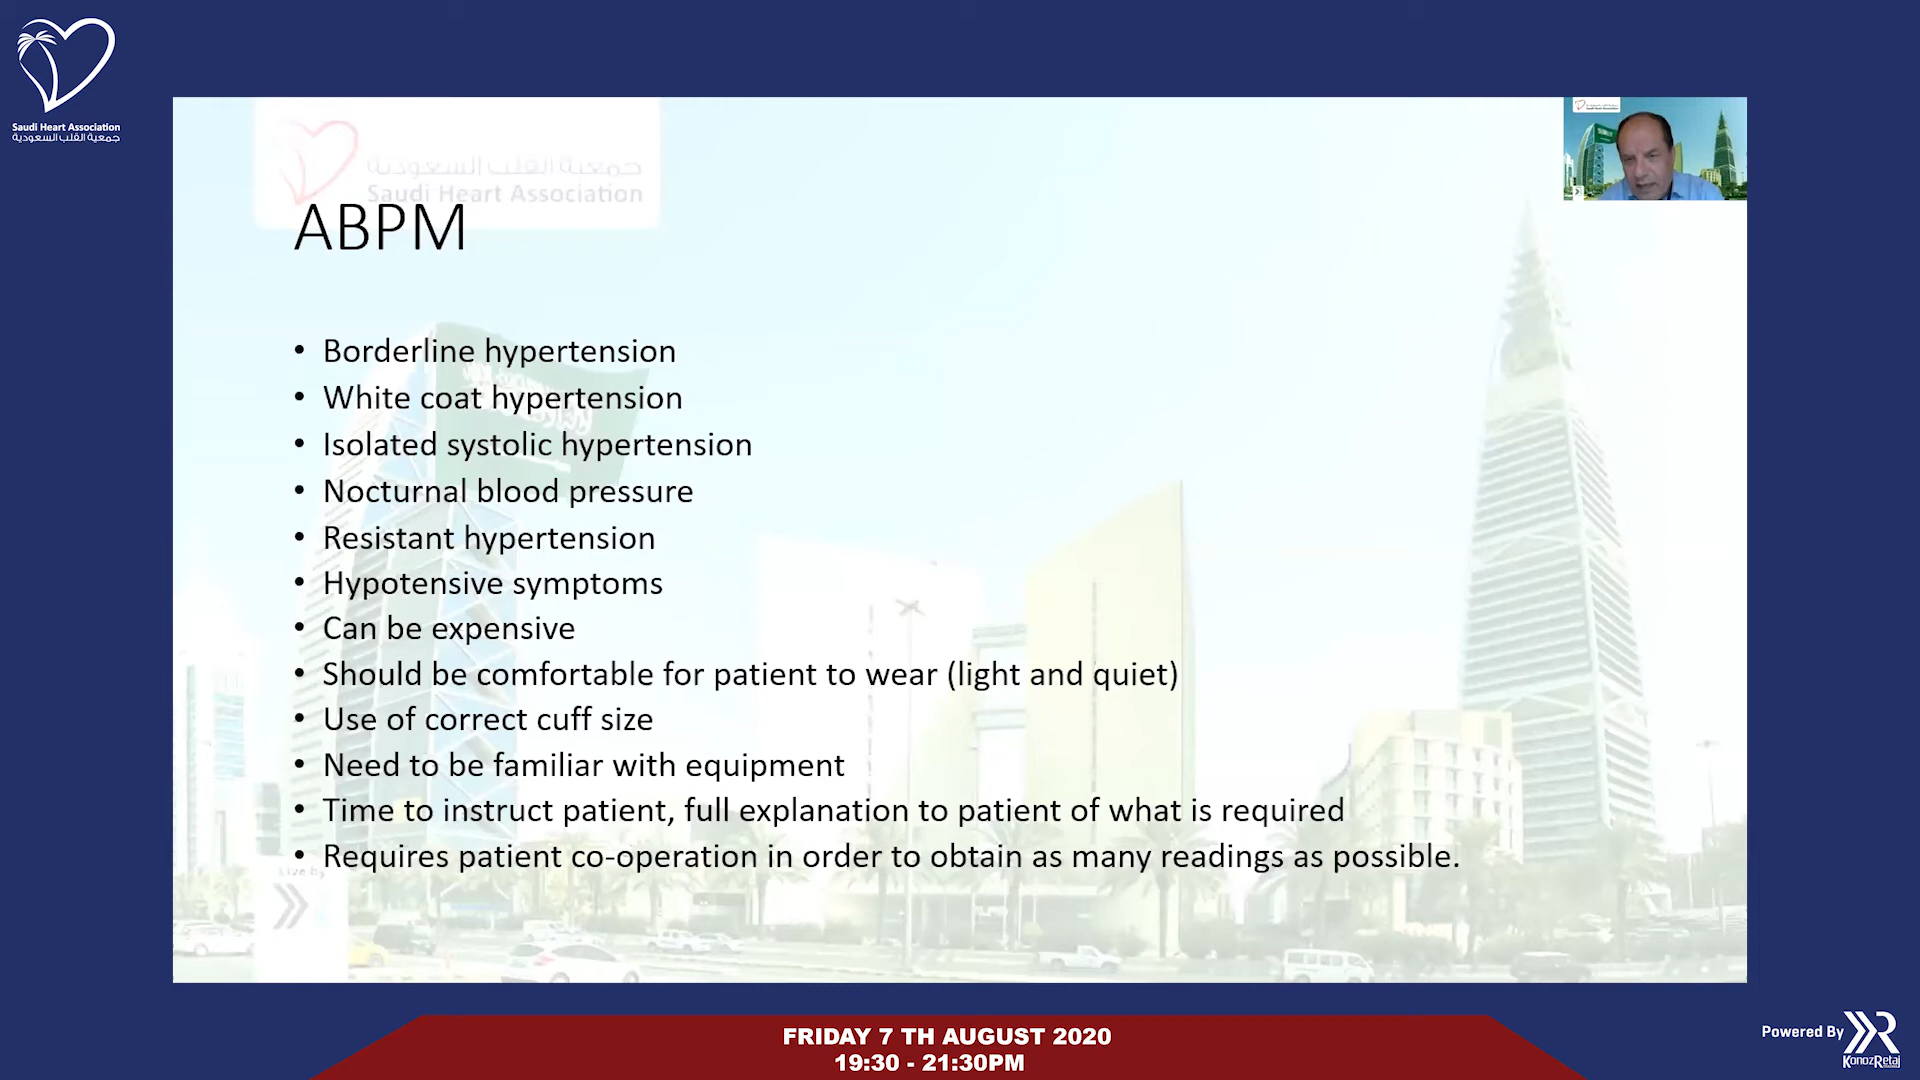 Saudi Heart Association
جمعية القلب السعودية
جمعية القلب السعودية
Saudi Heart Association
ABPM
• Borderline hypertension
• White coat hypertension
• Isolated systolic hypertension
• Nocturnal blood pressure
• Resistant hypertension
• Hypotensive symptoms
• Can be expensive
• Should be comfortable for patient to wear (light and quiet)
• Use of correct cuff size
• Need to be familiar with equipment
• Time to instruct patient, full explanation to patient of what is required
• Requires patient co-operation in order to obtain as many readings as possible.
FRIDAY 7 TH AUGUST 2020
19:30 - 21:30PM
Powered By
KonozRetaj